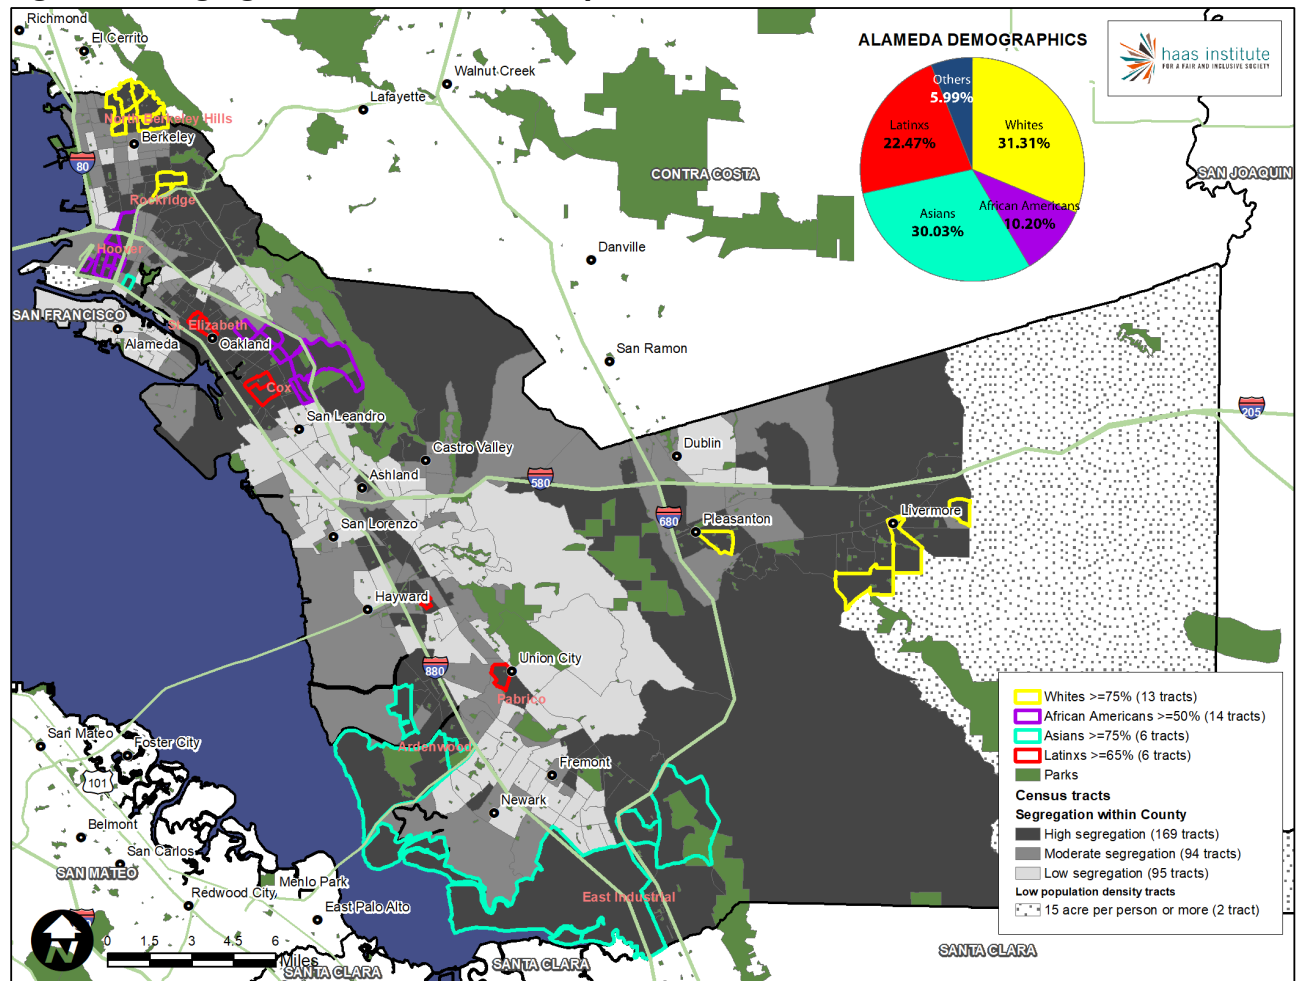 Richmond
El Cerrito
Walnut Creek
Lafayette
North Berkeley Hills
Berkeley
80
Rockridge
Hoover
CONTRA COSTA
SAN JOAQUIN
Danville
ALAMEDA DEMOGRAPHICS
Others
5.99%
Whites
31.31%
Latinxs
22.47%
African Americans
10.20%
Asians
30.03%
haas institute
FOR A FAIR AND INCLUSIVE SOCIETY
SAN FRANCISCO
St. Elizabeth
Alameda
Oakland
San Ramon
Cox
205
San Leandro
Castro Valley
Dublin
Ashland
580
San Lorenzo
680
Pleasanton
Livermore
Hayward
880
Union City
Fabrico
Ardenwood
San Mateo
Foster City
101
Fremont
Newark
Belmont
San Carlos
SAN MATEO
Redwood City
Menlo Park
East Palo Alto
East Industrial
SANTA CLARA
SANTA CLARA
SANTA CLARA
N
0 1.5 3 4.5 6
Miles
Whites >=75% (13 tracts)
African Americans >=50% (14 tracts)
Asians >=75% (6 tracts)
Latinxs >=65% (6 tracts)
Parks
Census tracts
Segregation within County
High segregation (169 tracts)
Moderate segregation (94 tracts)
Low segregation (95 tracts)
Low population density tracts
15 acre per person or more (2 tract)